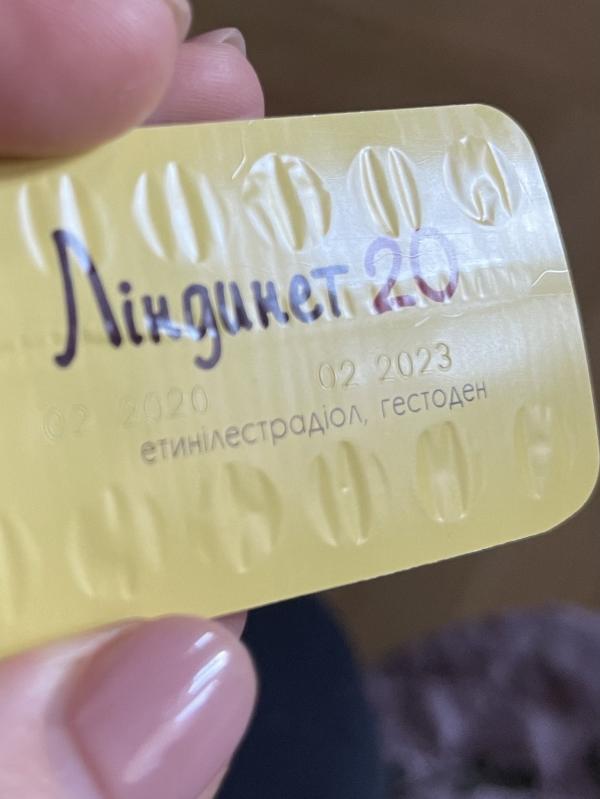 Ліндинет 20
02 2020 02 2023
етинілестрадіол, гестоден